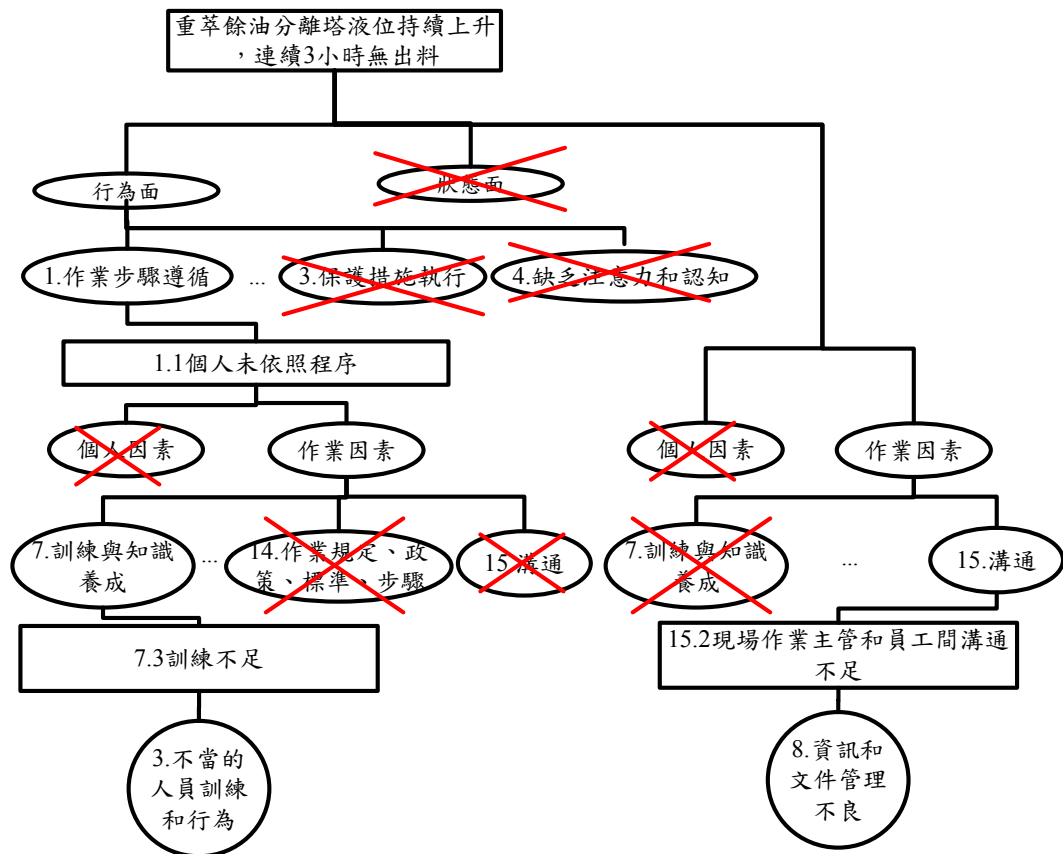 重萃餘油分離塔液位持續上升
，連續3小時無出料
行為面
狀態面
1.作業步驟遵循
...
3.保護措施執行
4.缺乏注意力和認知
1.1個人未依照程序
個人因素
作業因素
個人因素
作業因素
7.訓練與知識
養成
...
14.作業規定、政
策、標準、步驟
15.溝通
7.訓練與知識
養成
...
15.溝通
7.3訓練不足
15.2現場作業主管和員工間溝通
不足
3.不當的
人員訓練
和行為
8.資訊和
文件管理
不良